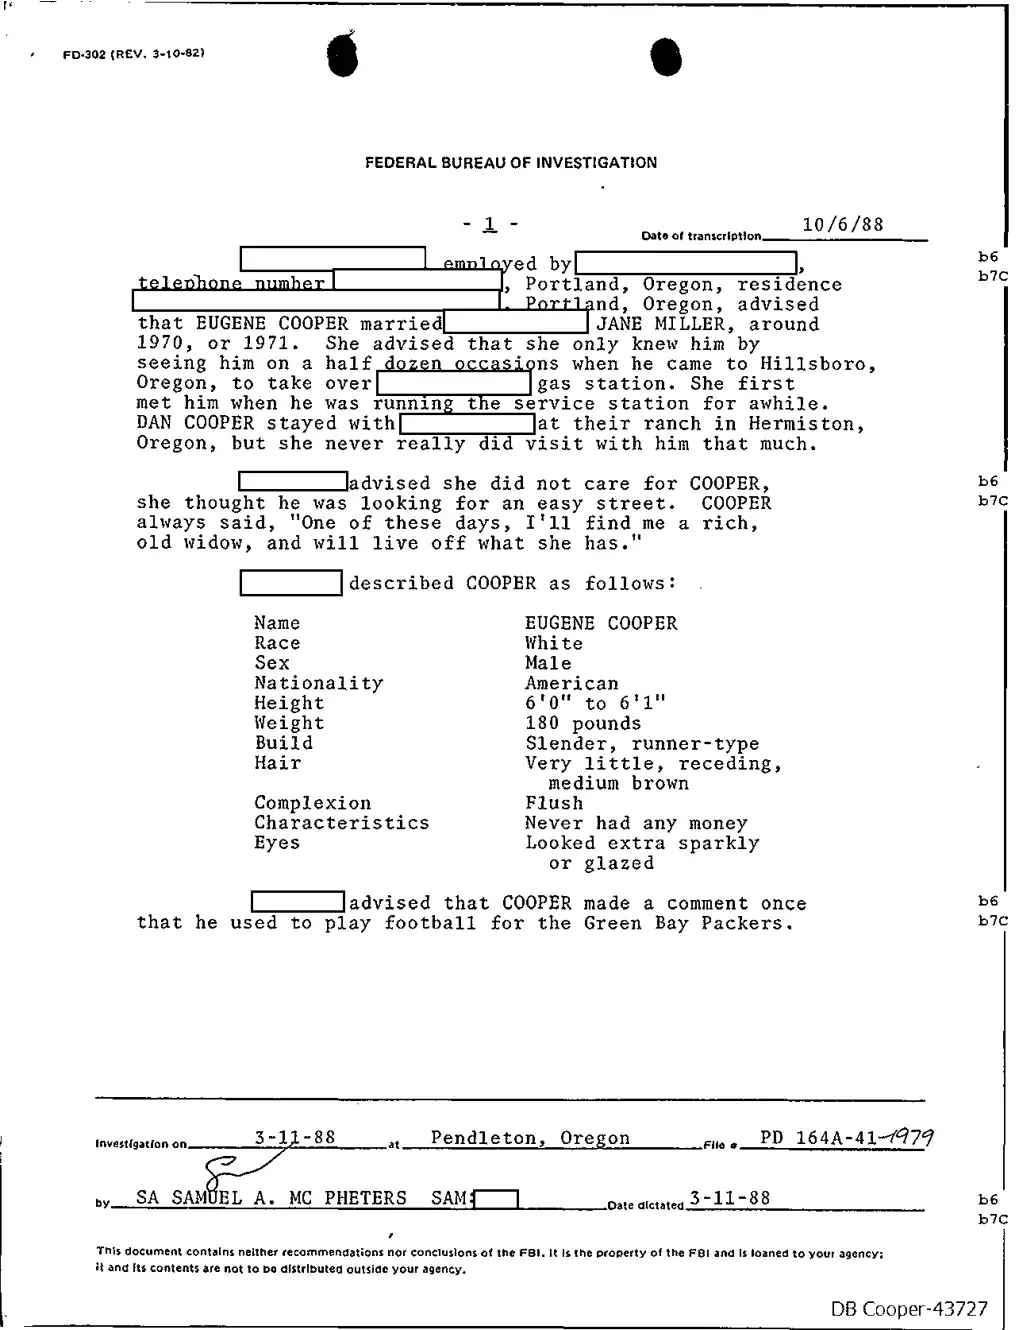 FD-302 (REV. 3-10-82)
FEDERAL BUREAU OF INVESTIGATION
- 1 -
Date of transcription 10/6/88
employed by , b6
telephone number , Portland, Oregon, residence b7C
. Portland, Oregon, advised
that EUGENE COOPER married JANE MILLER, around
1970, or 1971. She advised that she only knew him by
seeing him on a half dozen occasions when he came to Hillsboro,
Oregon, to take over gas station. She first
met him when he was running the service station for awhile.
DAN COOPER stayed with at their ranch in Hermiston,
Oregon, but she never really did visit with him that much.
advised she did not care for COOPER, b6
she thought he was looking for an easy street. COOPER b7C
always said, "One of these days, I'll find me a rich,
old widow, and will live off what she has."
described COOPER as follows:
Name EUGENE COOPER
Race White
Sex Male
Nationality American
Height 6'0" to 6'1"
Weight 180 pounds
Build Slender, runner-type
Hair Very little, receding,
medium brown
Complexion Flush
Characteristics Never had any money
Eyes Looked extra sparkly
or glazed
advised that COOPER made a comment once b6
that he used to play football for the Green Bay Packers. b7C
Investigation on 3-11-88 at Pendleton, Oregon File # PD 164A-41-1979
by SA SAMUEL A. MC PHETERS SAM: Date dictated 3-11-88 b6
b7C
This document contains neither recommendations nor conclusions of the FBI. It is the property of the FBI and is loaned to your agency;
it and its contents are not to be distributed outside your agency.
DB Cooper-43727